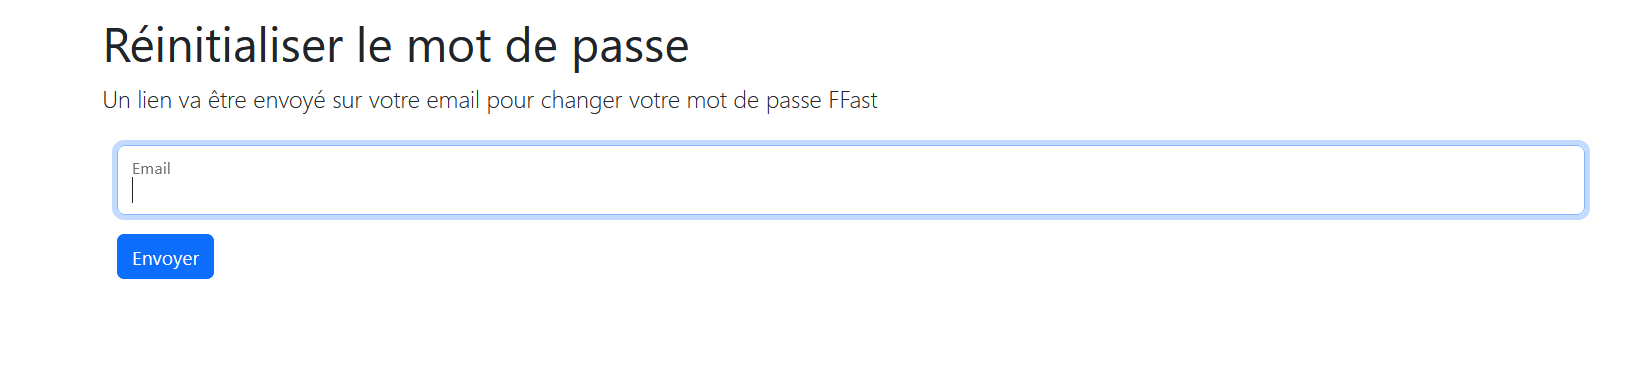 Réinitialiser le mot de passe
Un lien va être envoyé sur votre email pour changer votre mot de passe FFast
Email
Envoyer